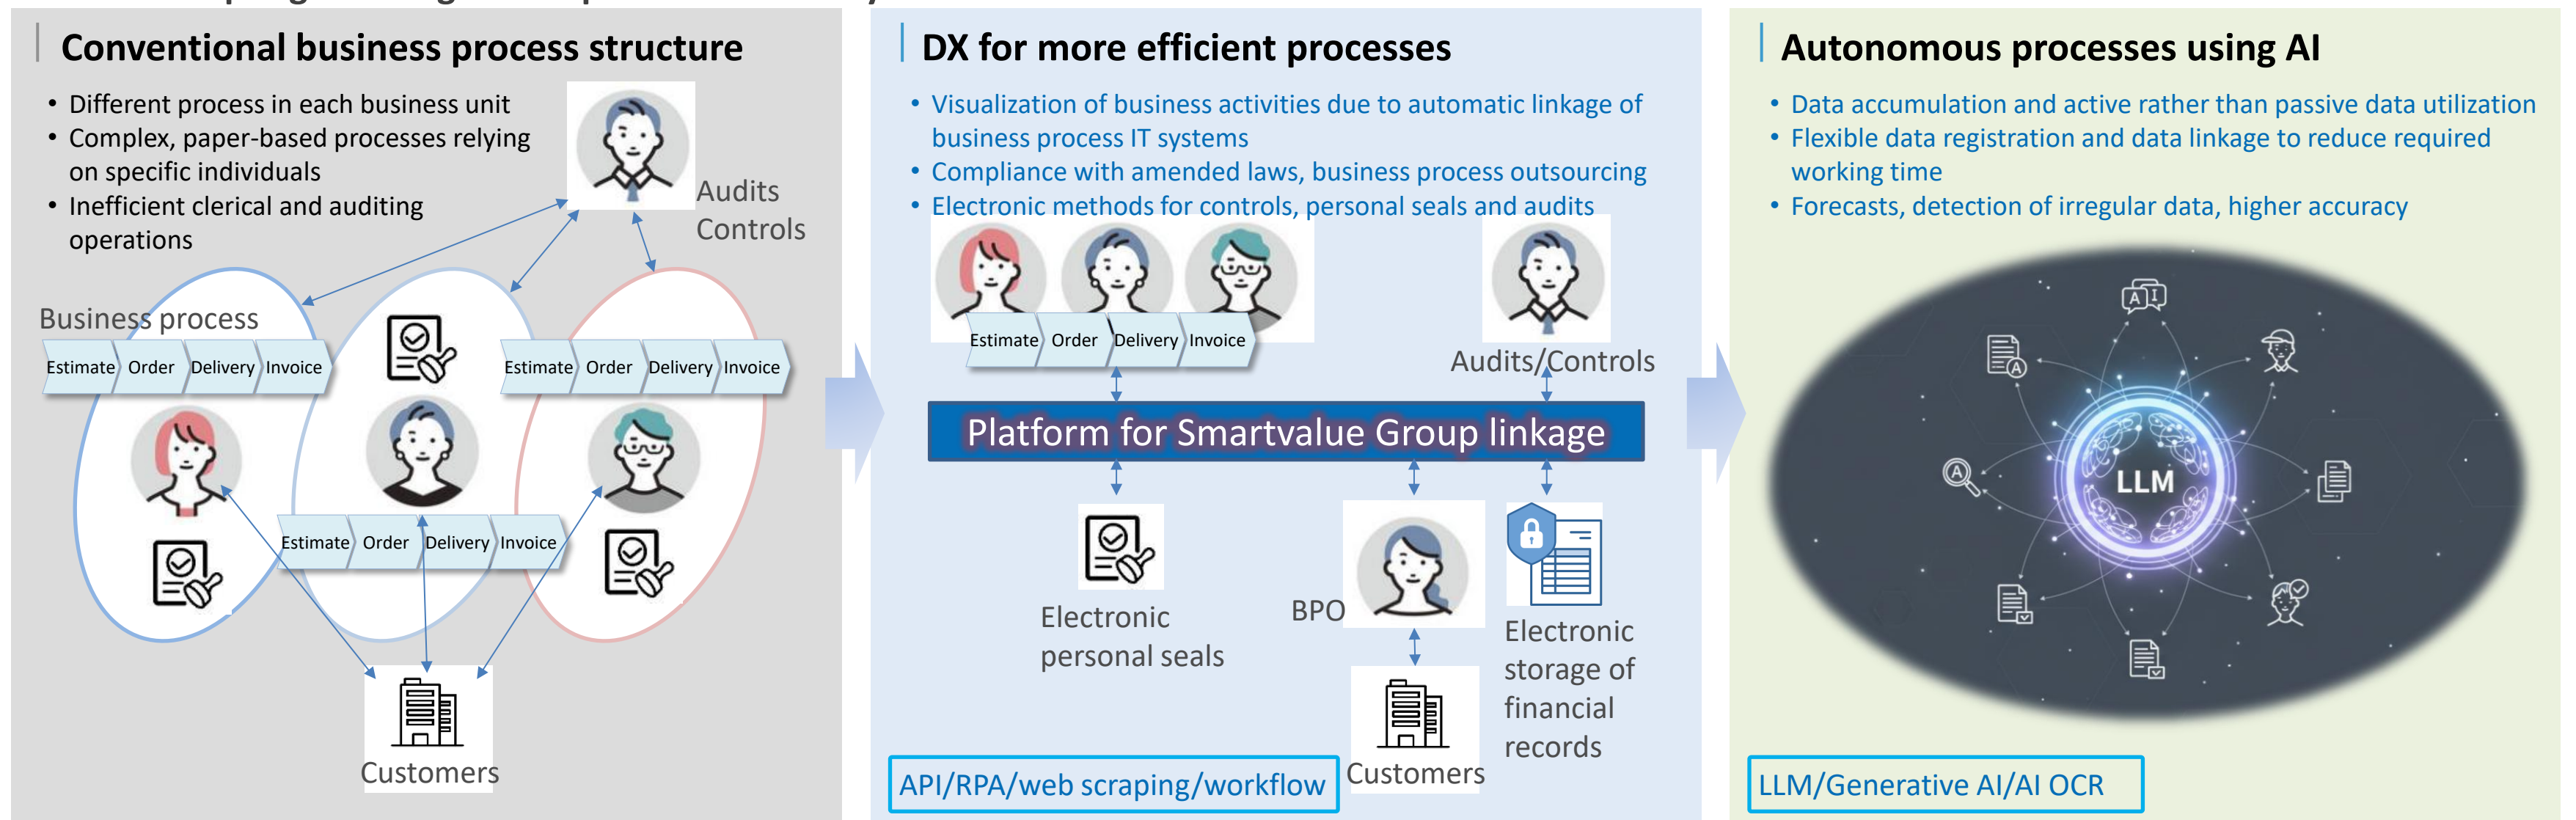 Conventional business process structure
• Different process in each business unit
• Complex, paper-based processes relying
on specific individuals
• Inefficient clerical and auditing
operations
Audits
Controls
Business process
Estimate Order Delivery Invoice
Estimate Order Delivery Invoice
Estimate Order Delivery Invoice
Customers
DX for more efficient processes
• Visualization of business activities due to automatic linkage of
business process IT systems
• Compliance with amended laws, business process outsourcing
• Electronic methods for controls, personal seals and audits
Estimate Order Delivery Invoice
Audits/Controls
Platform for Smartvalue Group linkage
Electronic
personal seals
BPO
Electronic
storage of
financial
records
Customers
API/RPA/web scraping/workflow
Autonomous processes using AI
• Data accumulation and active rather than passive data utilization
• Flexible data registration and data linkage to reduce required
working time
• Forecasts, detection of irregular data, higher accuracy
A I
A
A
LLM
LLM/Generative AI/AI OCR